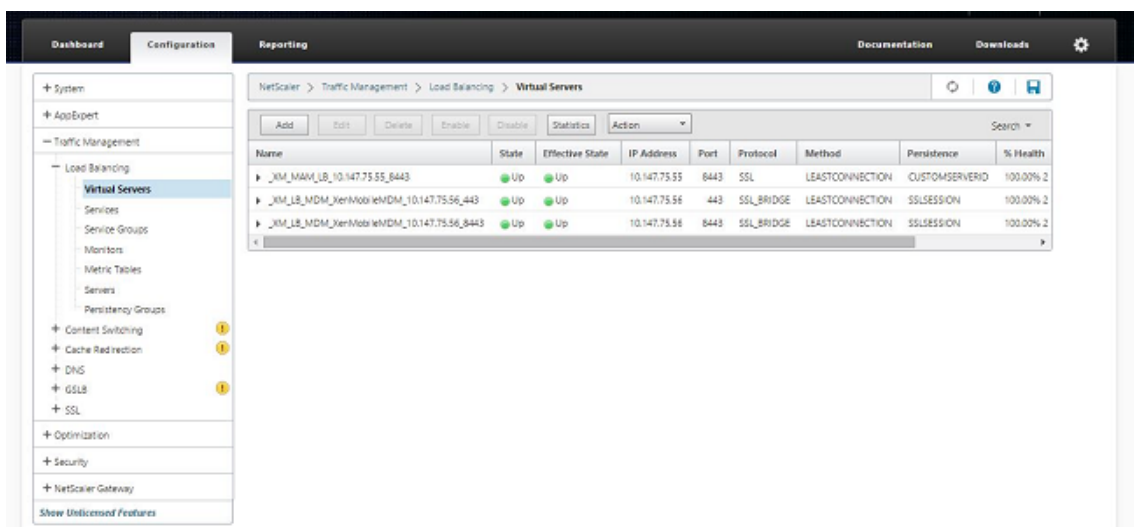 Dashboard Configuration Reporting Documentation Downloads
+ System
+ AppExpert
− Traffic Management
− Load Balancing
Virtual Servers
Services
Service Groups
Monitors
Metric Tables
Servers
Persistency Groups
+ Content Switching
+ Cache Redirection
+ DNS
+ GSLB
+ SSL
+ Optimization
+ Security
+ NetScaler Gateway
Show Unlicensed Features
NetScaler > Traffic Management > Load Balancing > Virtual Servers
Add Edit Delete Enable Disable Statistics Action Search
Name State Effective State IP Address Port Protocol Method Persistence % Health
_XM_MAM_LB_10.147.75.55_8443 Up Up 10.147.75.55 8443 SSL LEASTCONNECTION CUSTOMSERVERID 100.00% 2
_XM_LB_MDM_XenMobileMDM_10.147.75.56_443 Up Up 10.147.75.56 443 SSL_BRIDGE LEASTCONNECTION SSLSESSION 100.00% 2
_XM_LB_MDM_XenMobileMDM_10.147.75.56_8443 Up Up 10.147.75.56 8443 SSL_BRIDGE LEASTCONNECTION SSLSESSION 100.00% 2